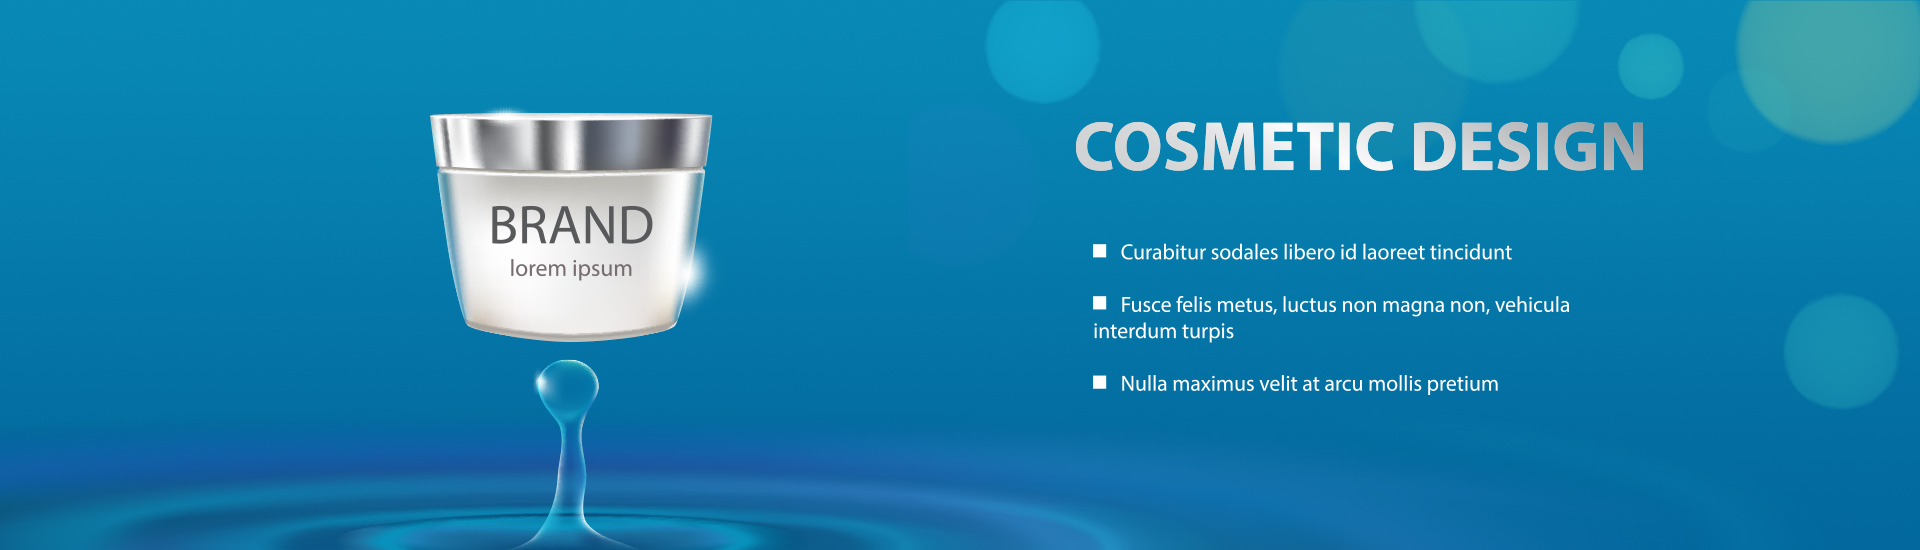 BRAND
lorem ipsum
COSMETIC DESIGN
■ Curabitur sodales libero id laoreet tincidunt
■ Fusce felis metus, luctus non magna non, vehicula
interdum turpis
■ Nulla maximus velit at arcu mollis pretium